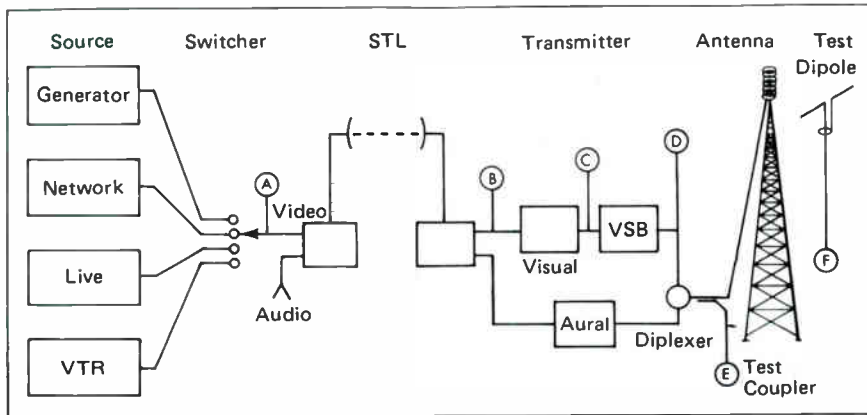 Source Switcher STL Transmitter Antenna Test Dipole
Generator
Network
Live
VTR
A
Video
Audio
B
Visual
C
VSB
D
Aural
Diplexer
E
Test
Coupler
F